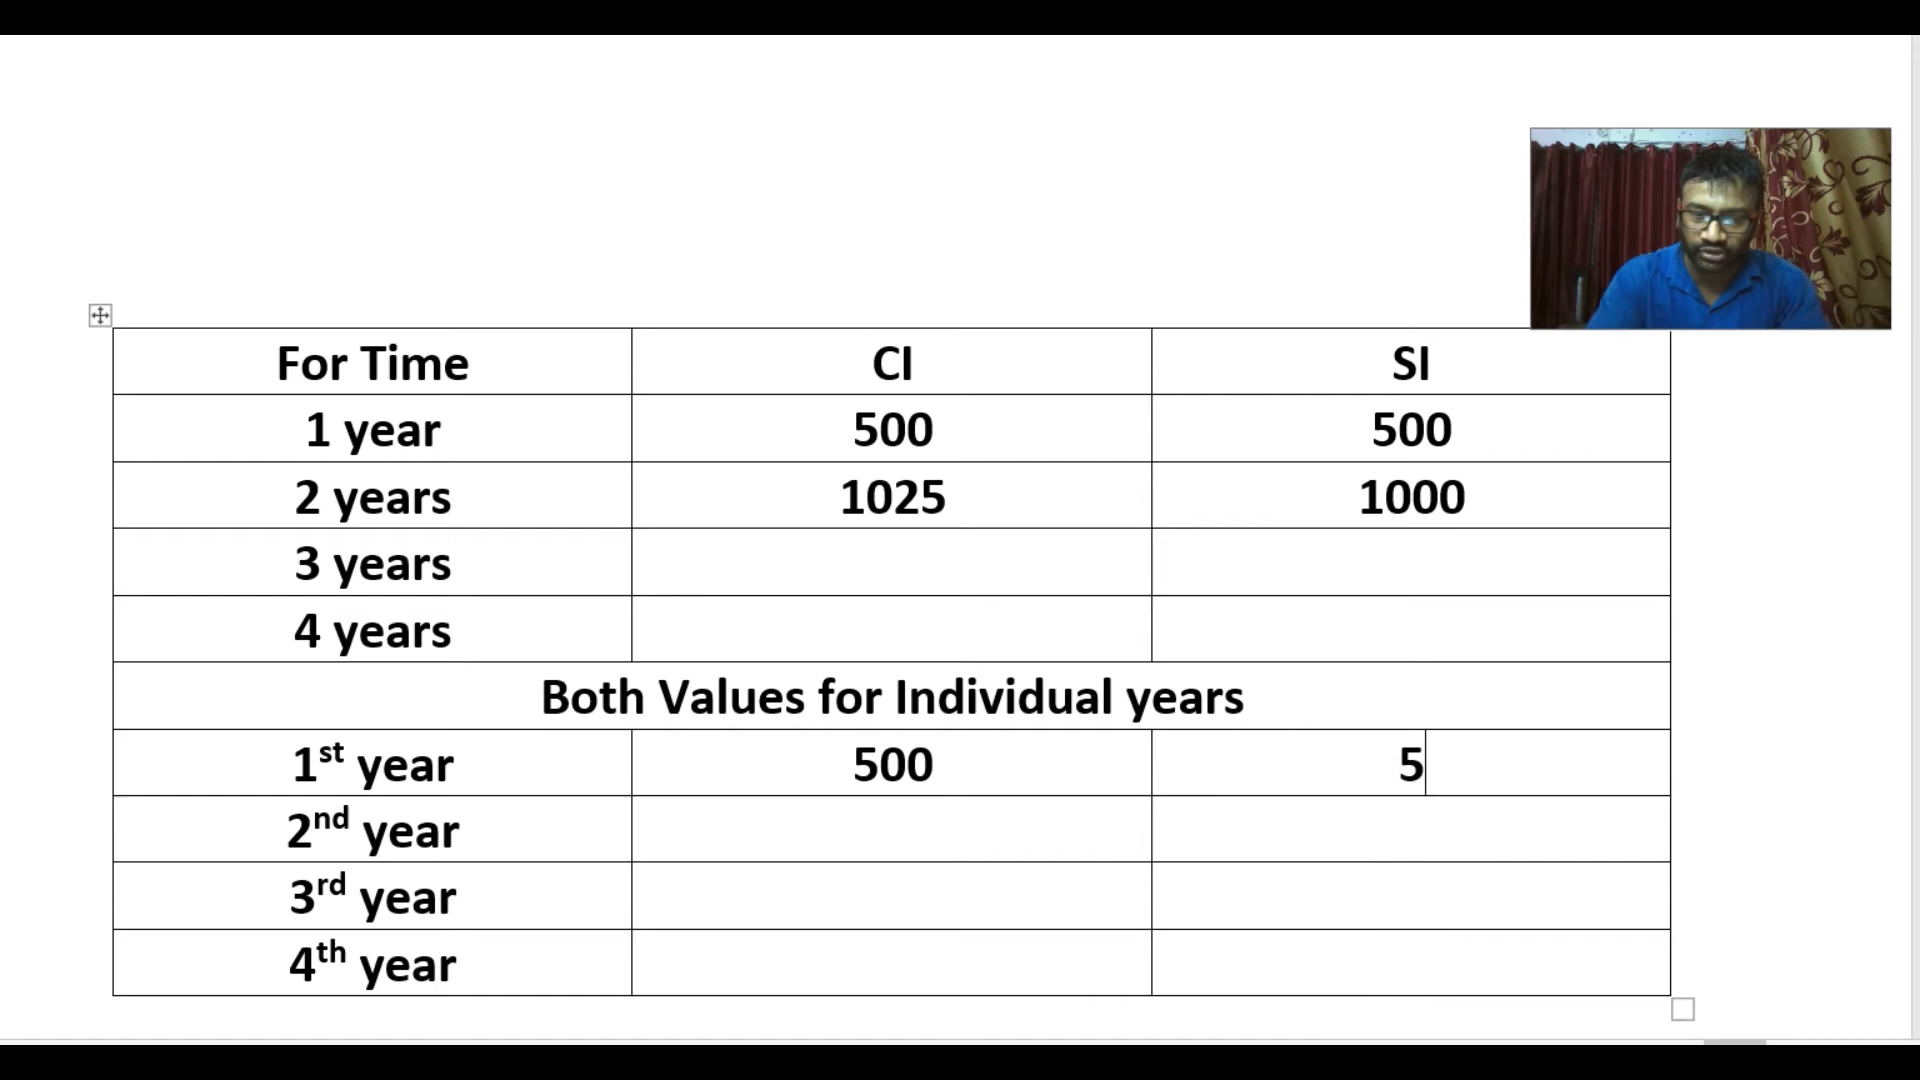 For Time CI SI
1 year 500 500
2 years 1025 1000
3 years
4 years
Both Values for Individual years
1st year 500 5
2nd year
3rd year
4th year